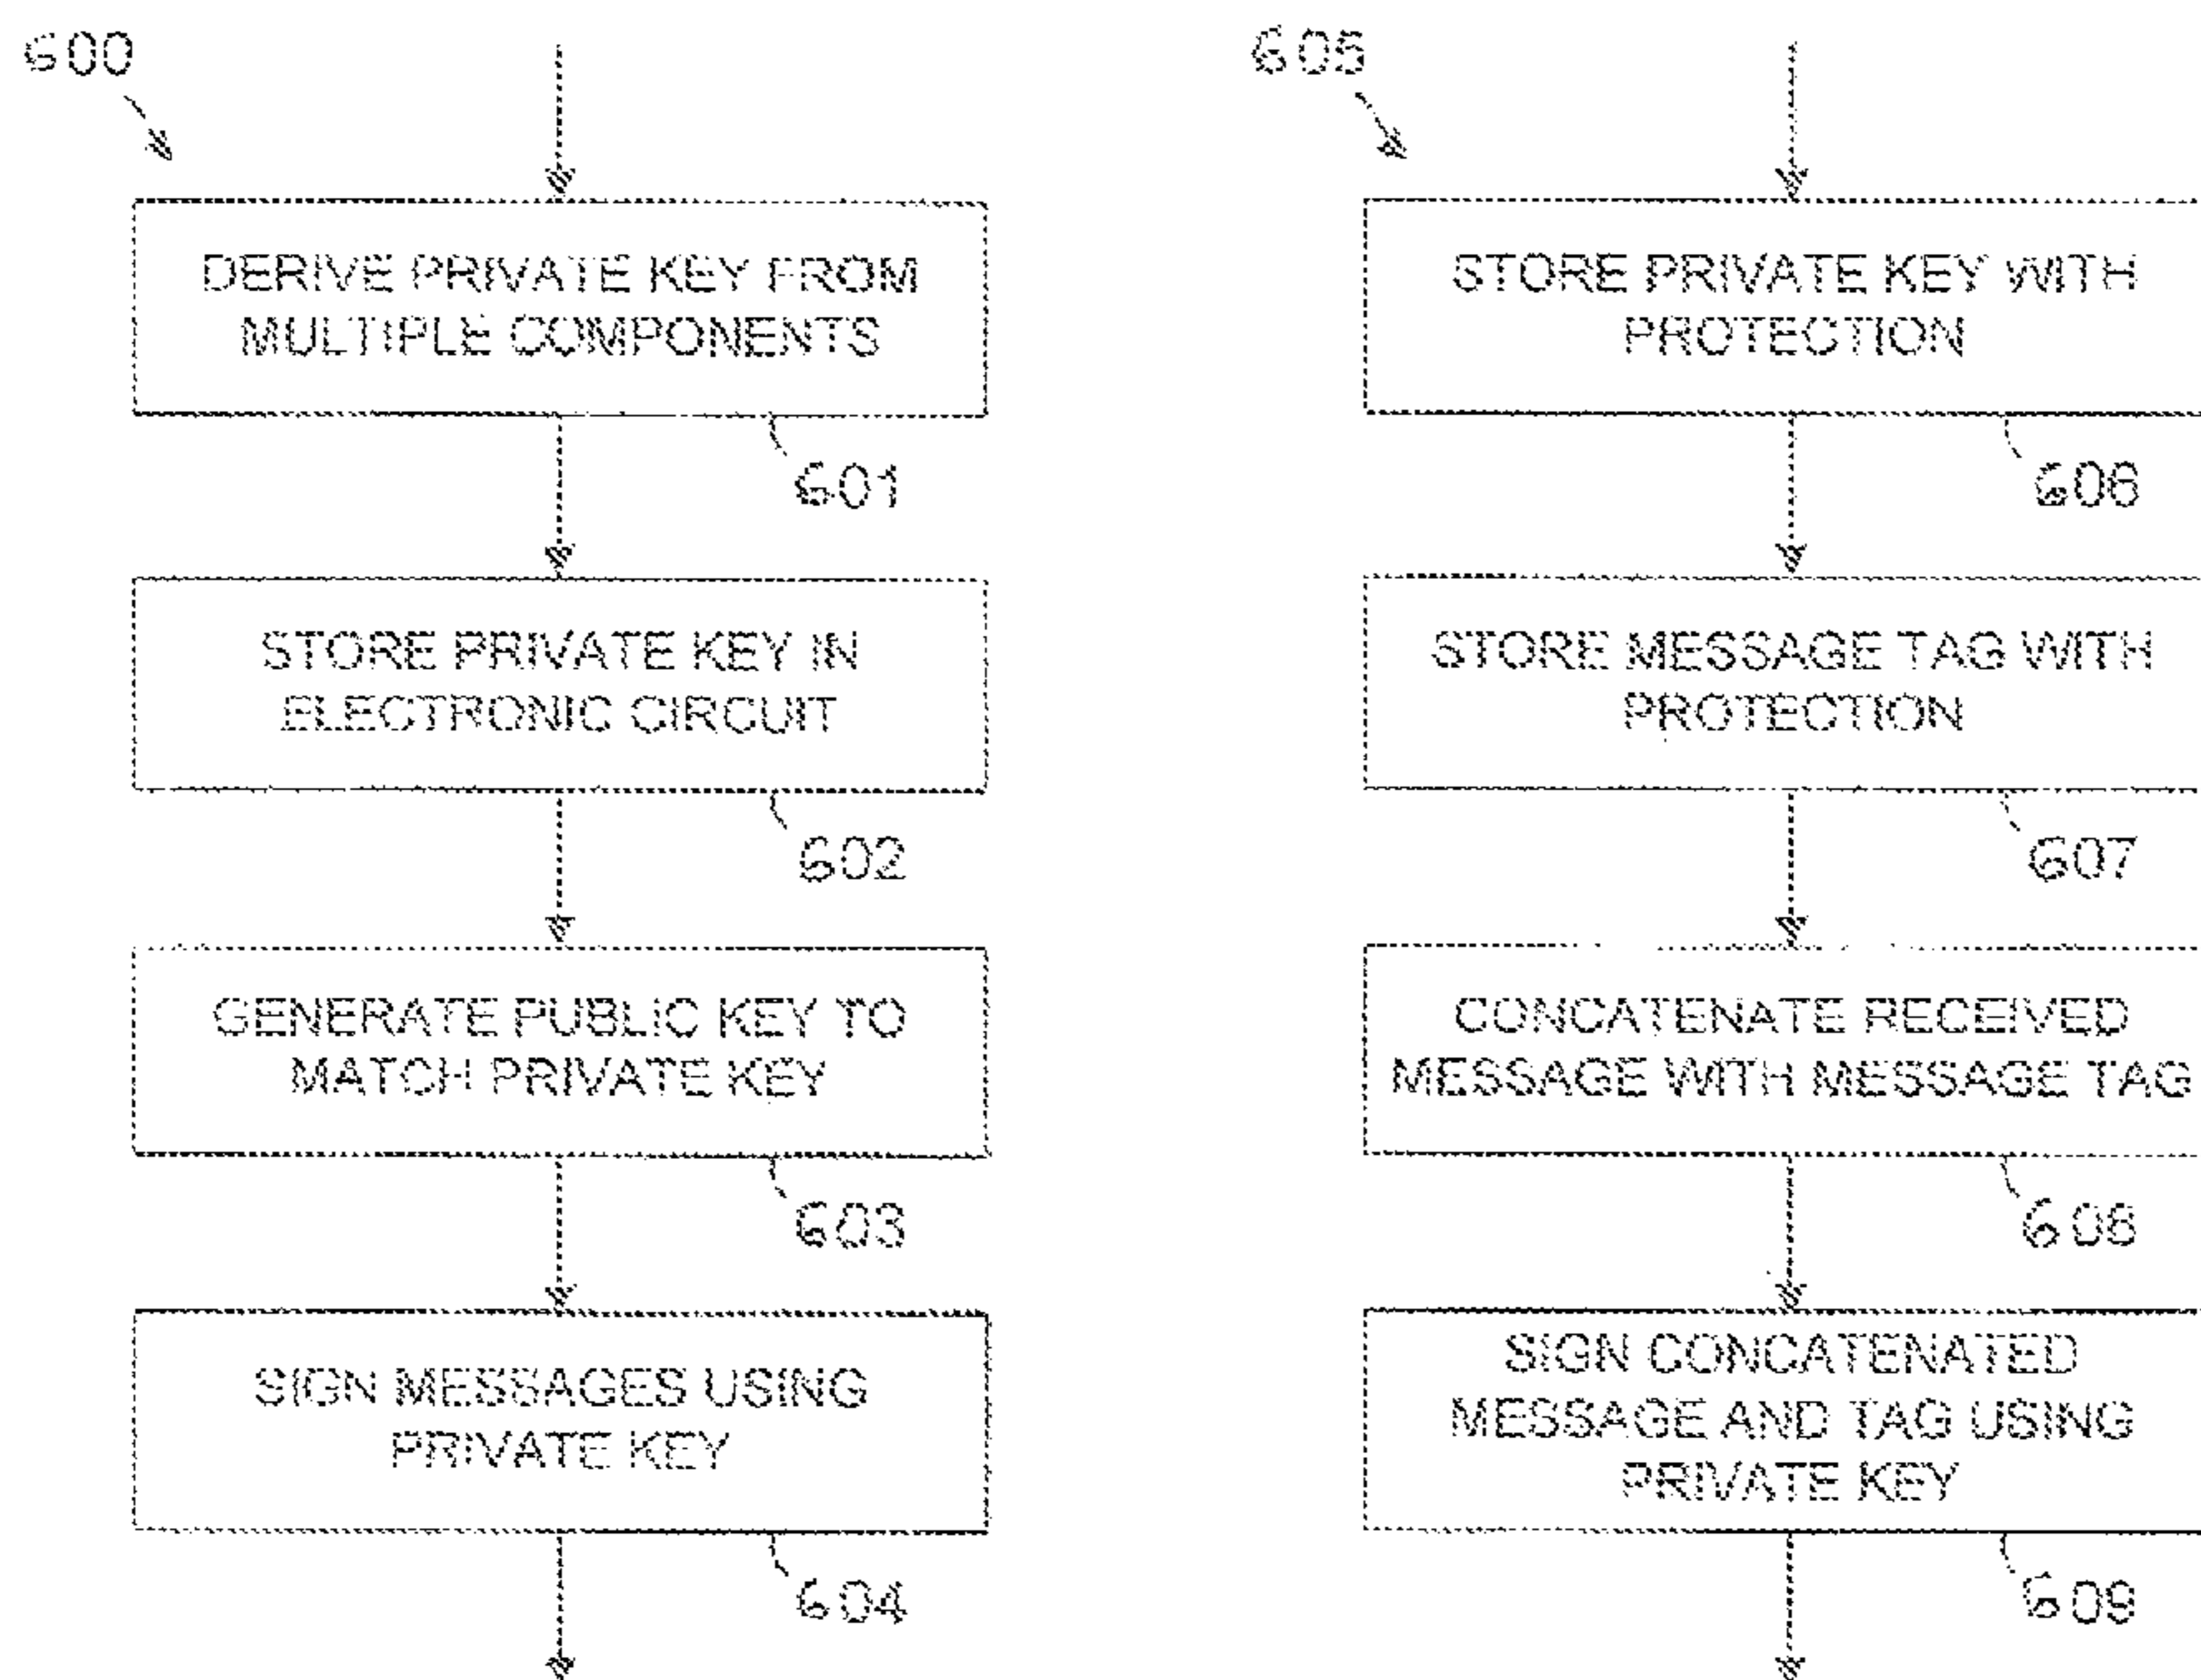 600
DERIVE PRIVATE KEY FROM
MULTIPLE COMPONENTS
601
STORE PRIVATE KEY IN
ELECTRONIC CIRCUIT
602
GENERATE PUBLIC KEY TO
MATCH PRIVATE KEY
603
SIGN MESSAGES USING
PRIVATE KEY
604
605
STORE PRIVATE KEY WITH
PROTECTION
606
STORE MESSAGE TAG WITH
PROTECTION
607
CONCATENATE RECEIVED
MESSAGE WITH MESSAGE TAG
608
SIGN CONCATENATED
MESSAGE AND TAG USING
PRIVATE KEY
609